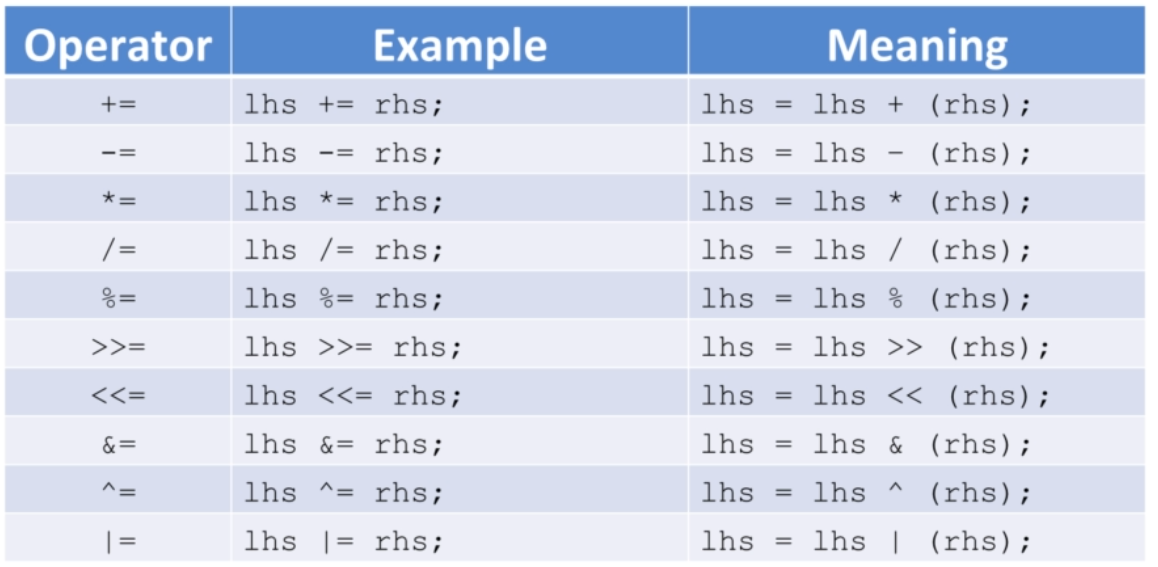 Operator Example Meaning
+= lhs += rhs; lhs = lhs + (rhs);
-= lhs -= rhs; lhs = lhs – (rhs);
*= lhs *= rhs; lhs = lhs * (rhs);
/= lhs /= rhs; lhs = lhs / (rhs);
%= lhs %= rhs; lhs = lhs % (rhs);
>>= lhs >>= rhs; lhs = lhs >> (rhs);
<<= lhs <<= rhs; lhs = lhs << (rhs);
&= lhs &= rhs; lhs = lhs & (rhs);
^= lhs ^= rhs; lhs = lhs ^ (rhs);
|= lhs |= rhs; lhs = lhs | (rhs);